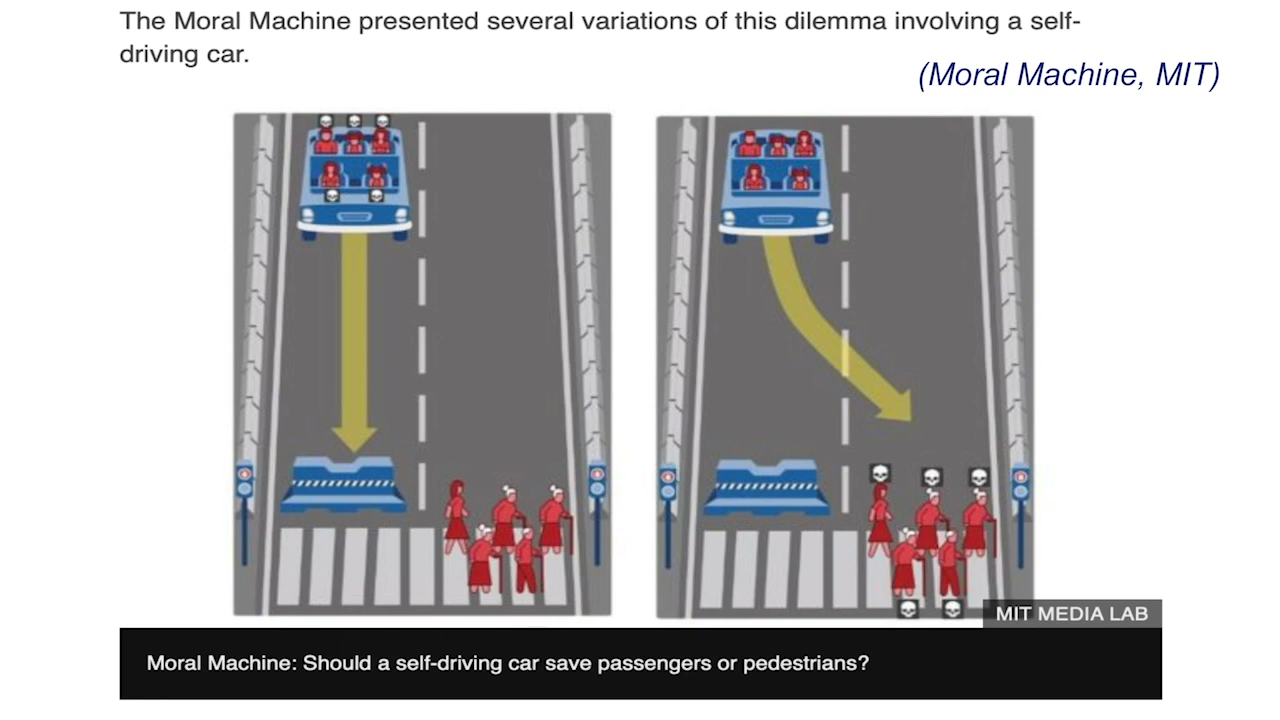 The Moral Machine presented several variations of this dilemma involving a self-
driving car.
(Moral Machine, MIT)
MIT MEDIA LAB
Moral Machine: Should a self-driving car save passengers or pedestrians?